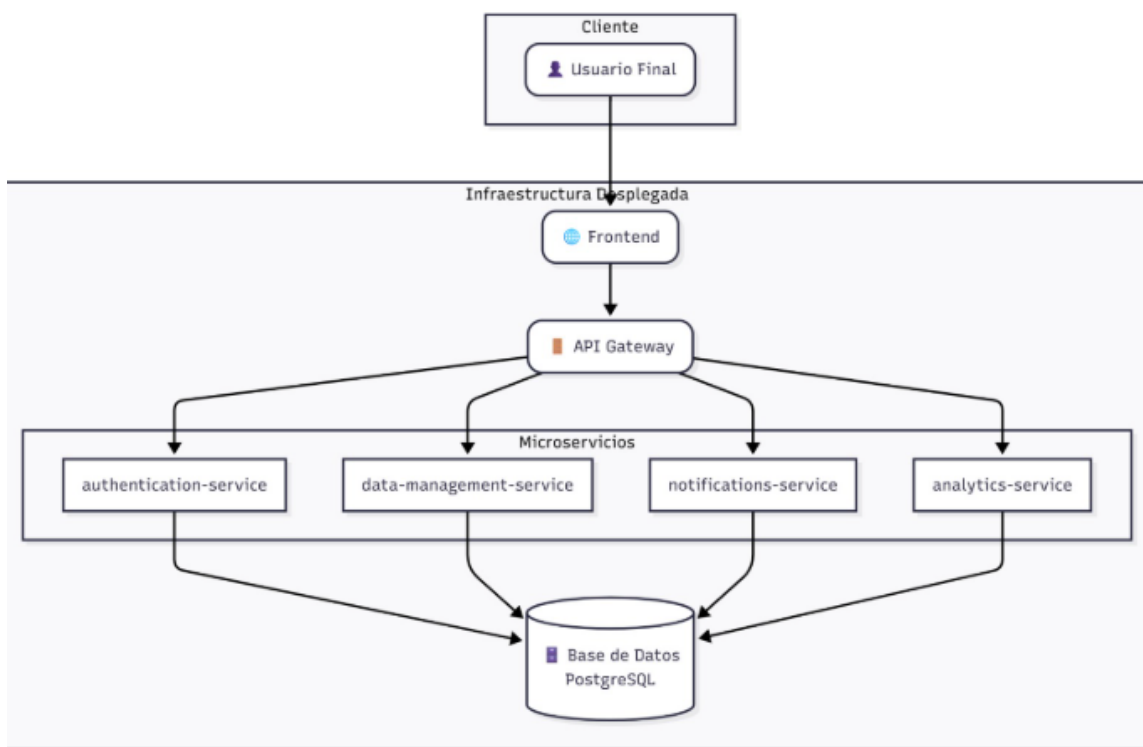 Cliente
Usuario Final
Infraestructura Desplegada
Frontend
API Gateway
Microservicios
authentication-service
data-management-service
notifications-service
analytics-service
Base de Datos
PostgreSQL